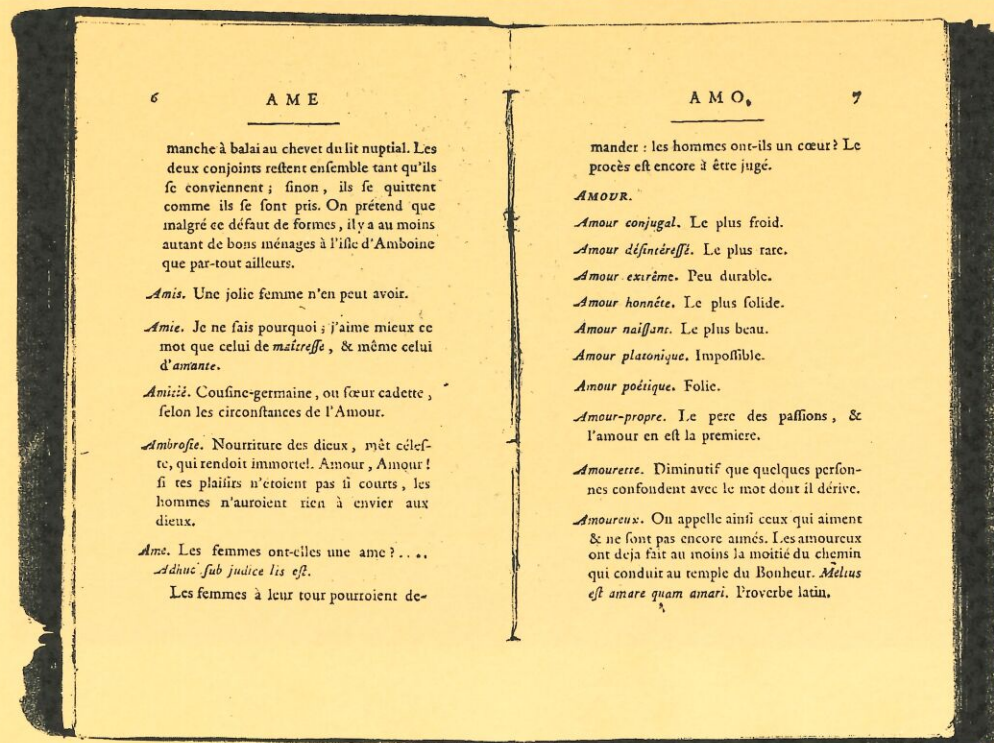 6
AME
manche à balai au chevet du lit nuptial. Les
deux conjoints reſtent enſemble tant qu'ils
ſe conviennent ; ſinon, ils ſe quittent
comme ils ſe ſont pris. On prétend que
malgré ce défaut de formes, il y a au moins
autant de bons ménages à l'iſle d'Amboine
que par-tout ailleurs.
Amis. Une jolie femme n'en peut avoir.
Amie. Je ne ſais pourquoi ; j'aime mieux ce
mot que celui de maîtreſſe, & même celui
d'amante.
Amitié. Couſine-germaine, ou ſœur cadette,
ſelon les circonſtances de l'Amour.
Ambroſie. Nourriture des dieux, mêt céleſ-
te, qui rendoit immortel. Amour, Amour !
ſi tes plaiſirs n'étoient pas ſi courts, les
hommes n'auroient rien à envier aux
dieux.
Ame. Les femmes ont-elles une ame ?....
Adhuc ſub judice lis eſt.
Les femmes à leur tour pourroient de-
AMO.
7
mander : les hommes ont-ils un cœur ? Le
procès eſt encore à être jugé.
AMOUR.
Amour conjugal. Le plus froid.
Amour déſintéreſſé. Le plus rare.
Amour extrême. Peu durable.
Amour honnête. Le plus ſolide.
Amour naiſſant. Le plus beau.
Amour platonique. Impoſſible.
Amour poétique. Folie.
Amour-propre. Le pere des paſſions, &
l'amour en eſt la premiere.
Amourette. Diminutif que quelques perſon-
nes confondent avec le mot dont il dérive.
Amoureux. On appelle ainſi ceux qui aiment
& ne ſont pas encore aimés. Les amoureux
ont deja fait au moins la moitié du chemin
qui conduit au temple du Bonheur. Melius
eſt amare quam amari. Proverbe latin.